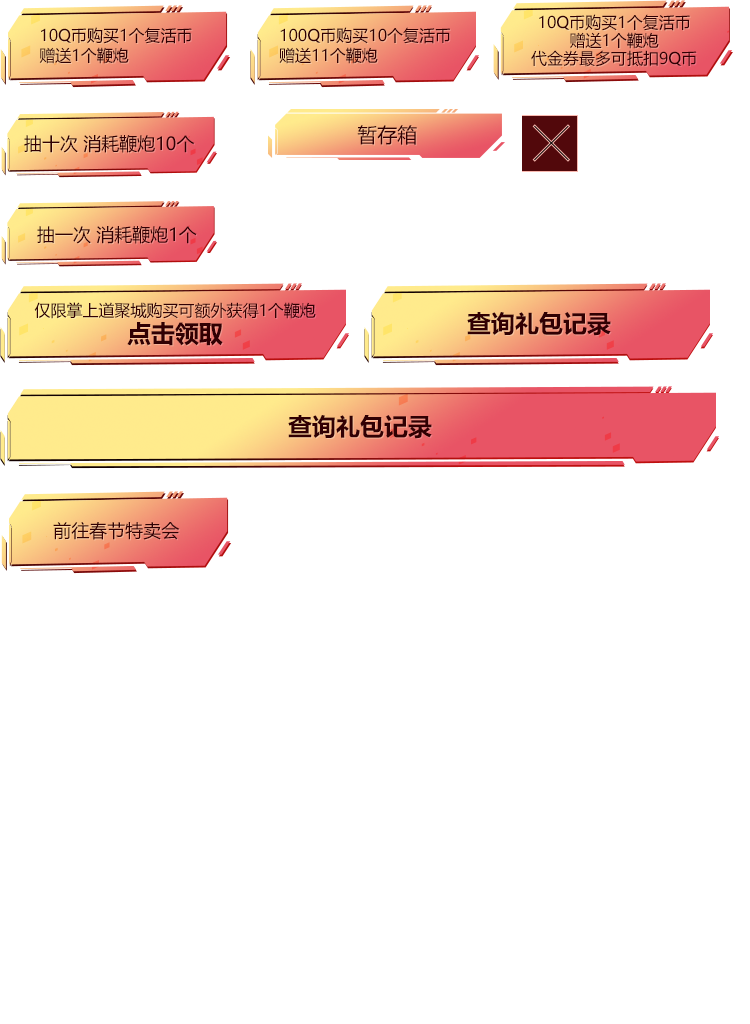 10Q币购买1个复活币
赠送1个鞭炮
100Q币购买10个复活币
赠送11个鞭炮
10Q币购买1个复活币
赠送1个鞭炮
代金券最多可抵扣9Q币
抽十次 消耗鞭炮10个
暂存箱
抽一次 消耗鞭炮1个
仅限掌上道聚城购买可额外获得1个鞭炮
点击领取
查询礼包记录
查询礼包记录
前往春节特卖会